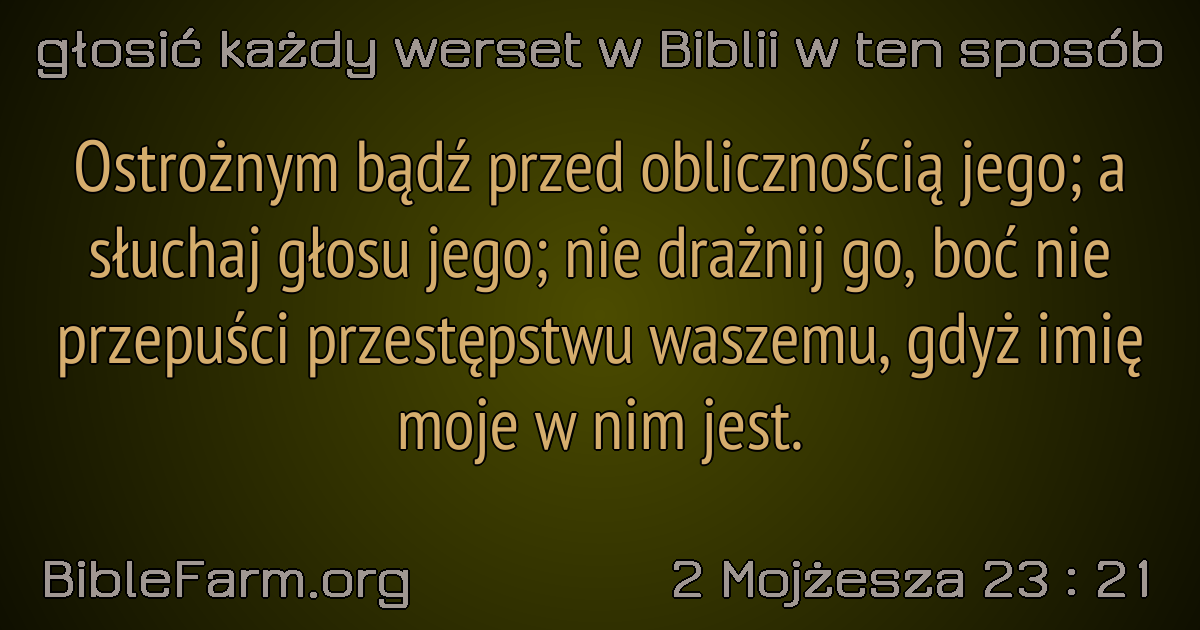 głosić każdy werset w Biblii w ten sposób
Ostrożnym bądź przed oblicznością jego; a
słuchaj głosu jego; nie drażnij go, boć nie
przepuści przestępstwu waszemu, gdyż imię
moje w nim jest.
BibleFarm.org
2 Mojżesza 23 : 21